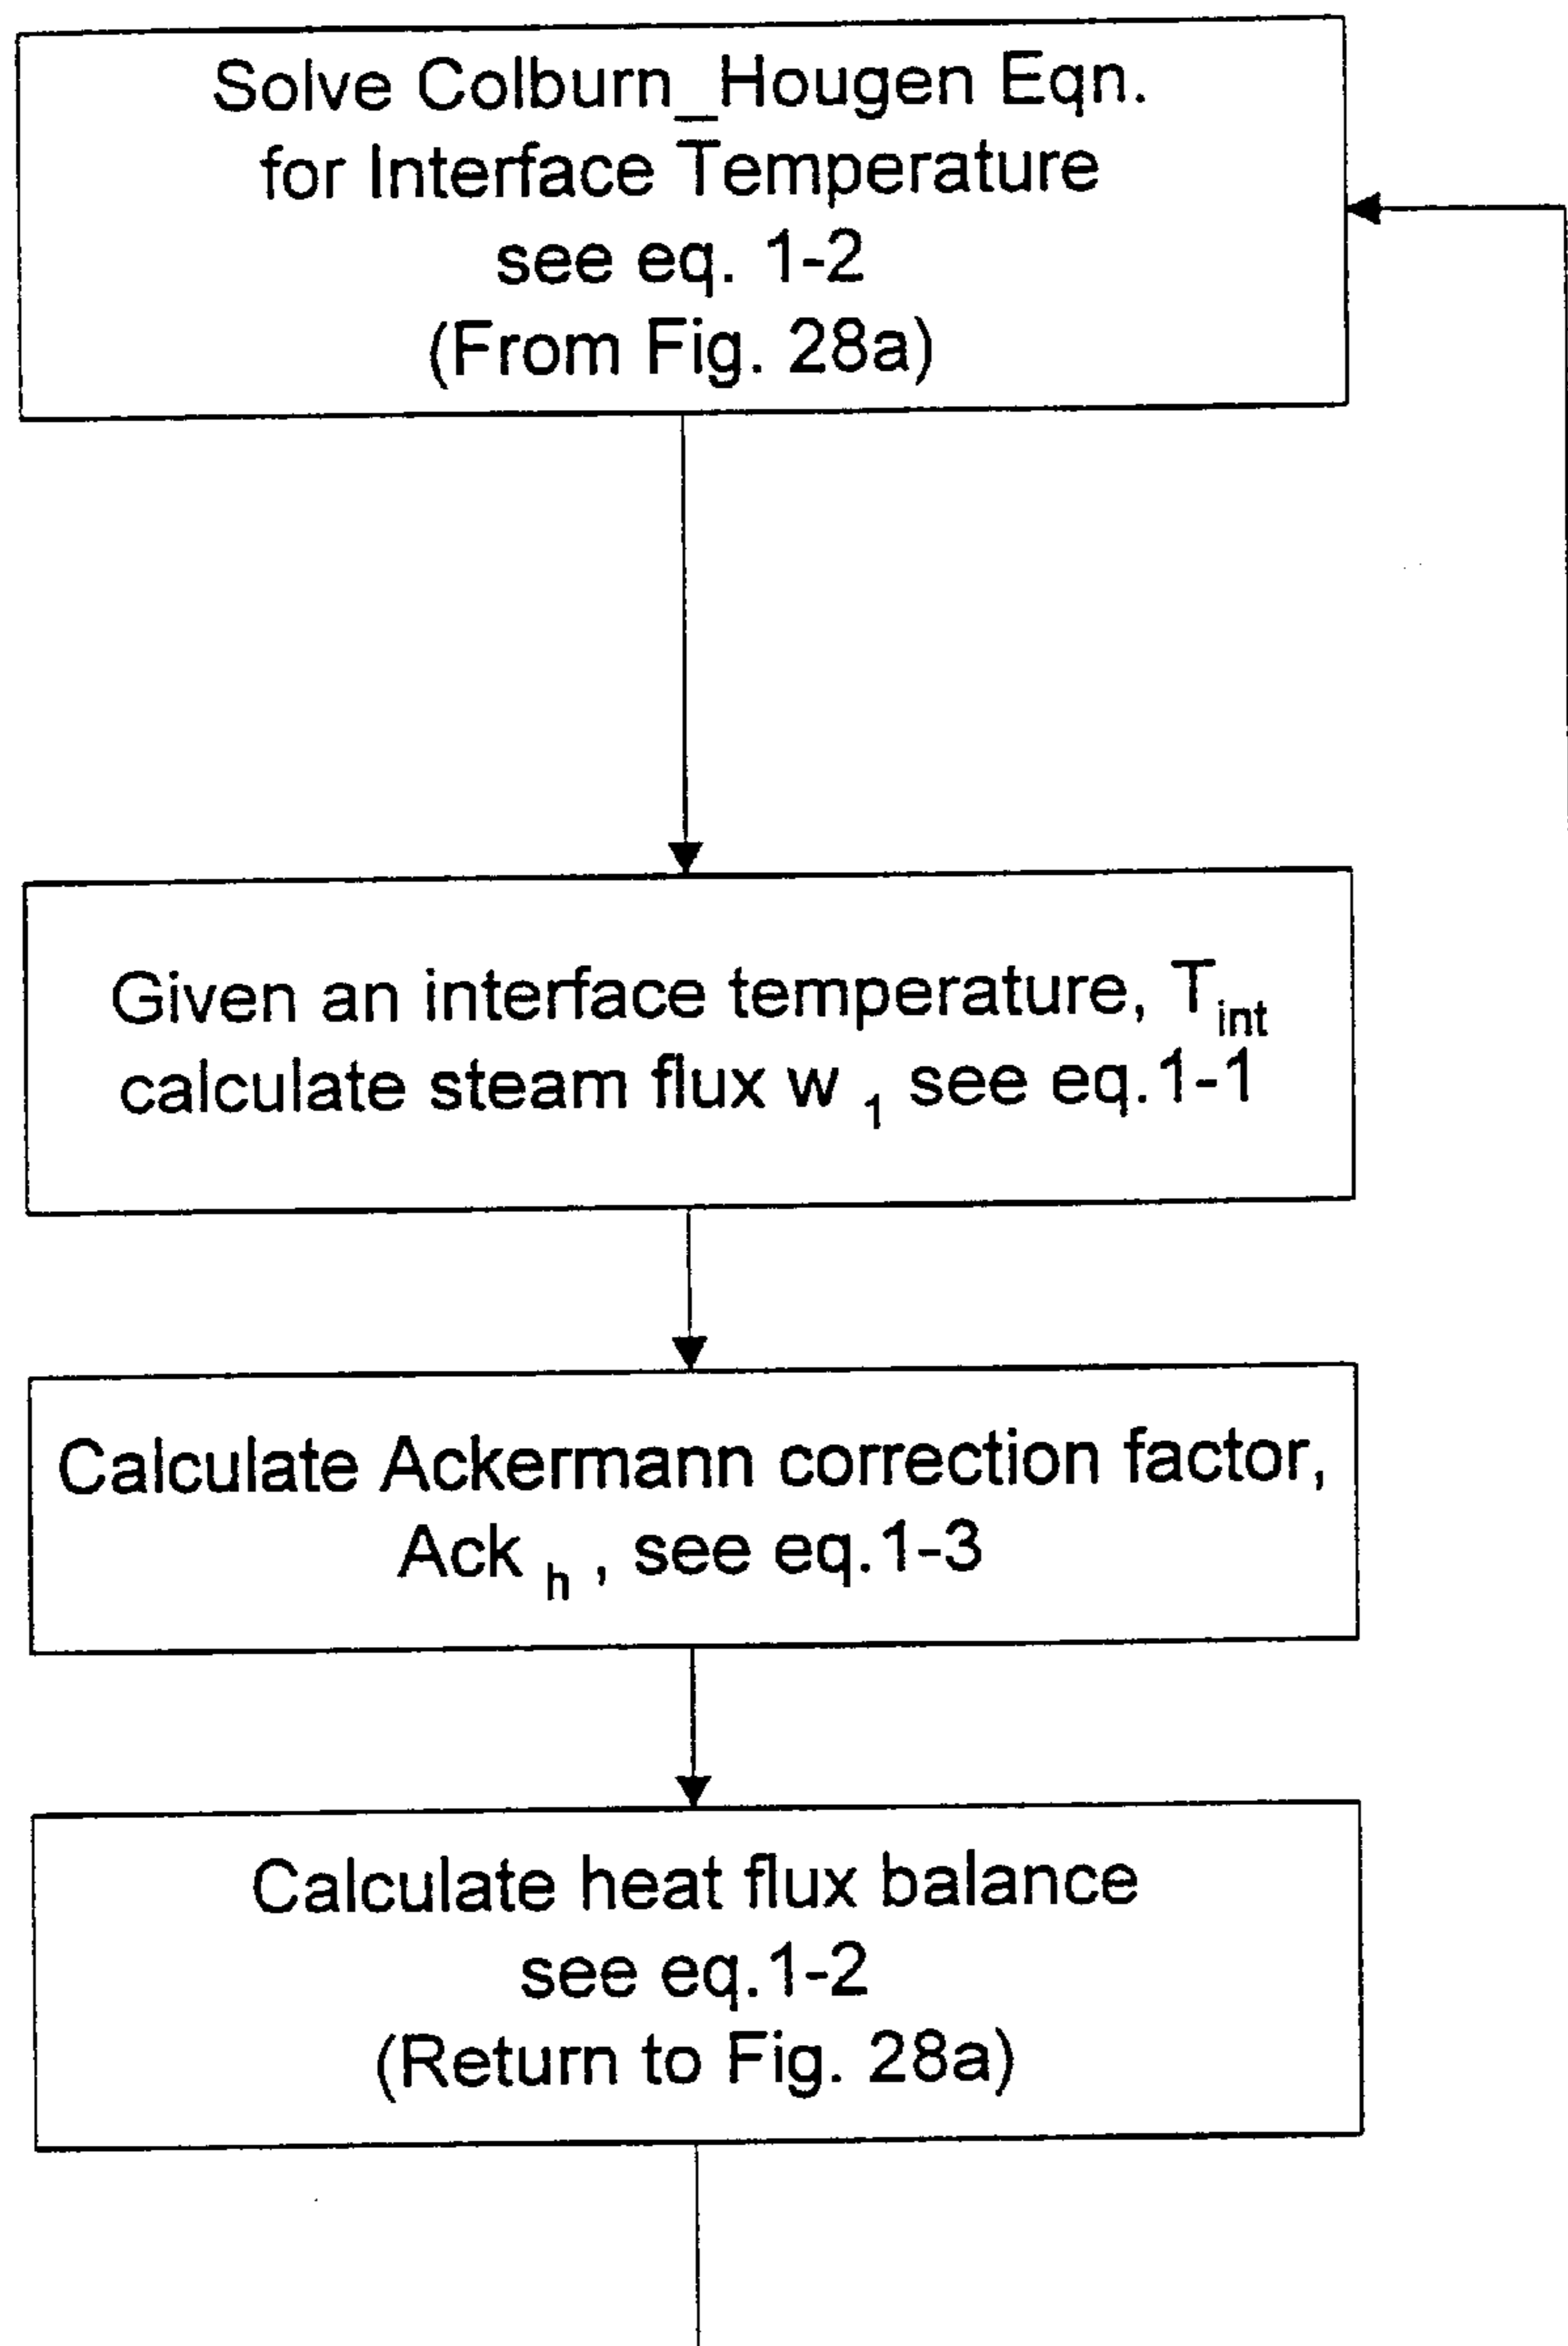 Solve Colburn_Hougen Eqn.
for Interface Temperature
see eq. 1-2
(From Fig. 28a)
Given an interface temperature, T int
calculate steam flux w 1 see eq.1-1
Calculate Ackermann correction factor,
Ack h , see eq.1-3
Calculate heat flux balance
see eq.1-2
(Return to Fig. 28a)